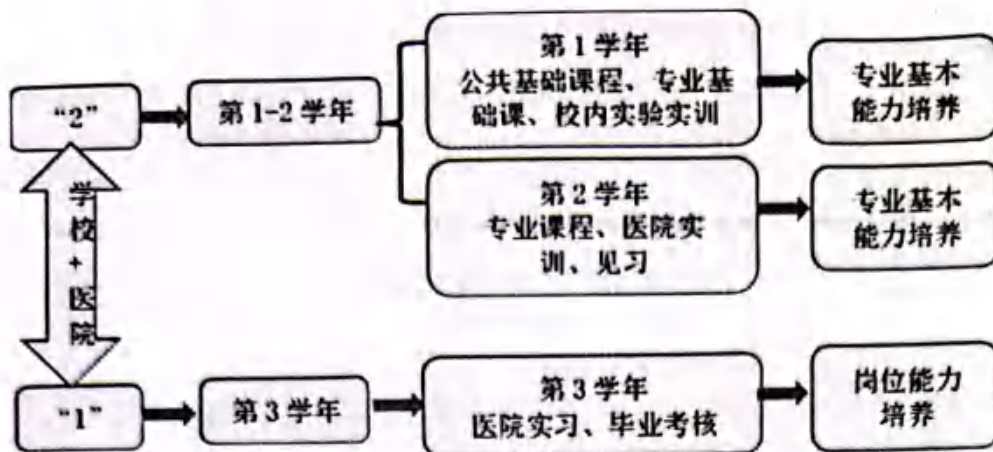 “2”
第1-2学年
第1学年
公共基础课程、专业基
础课、校内实验实训
专业基本
能力培养
第2学年
专业课程、医院实
训、见习
专业基本
能力培养
学校+医院
“1”
第3学年
第3学年
医院实习、毕业考核
岗位能力
培养